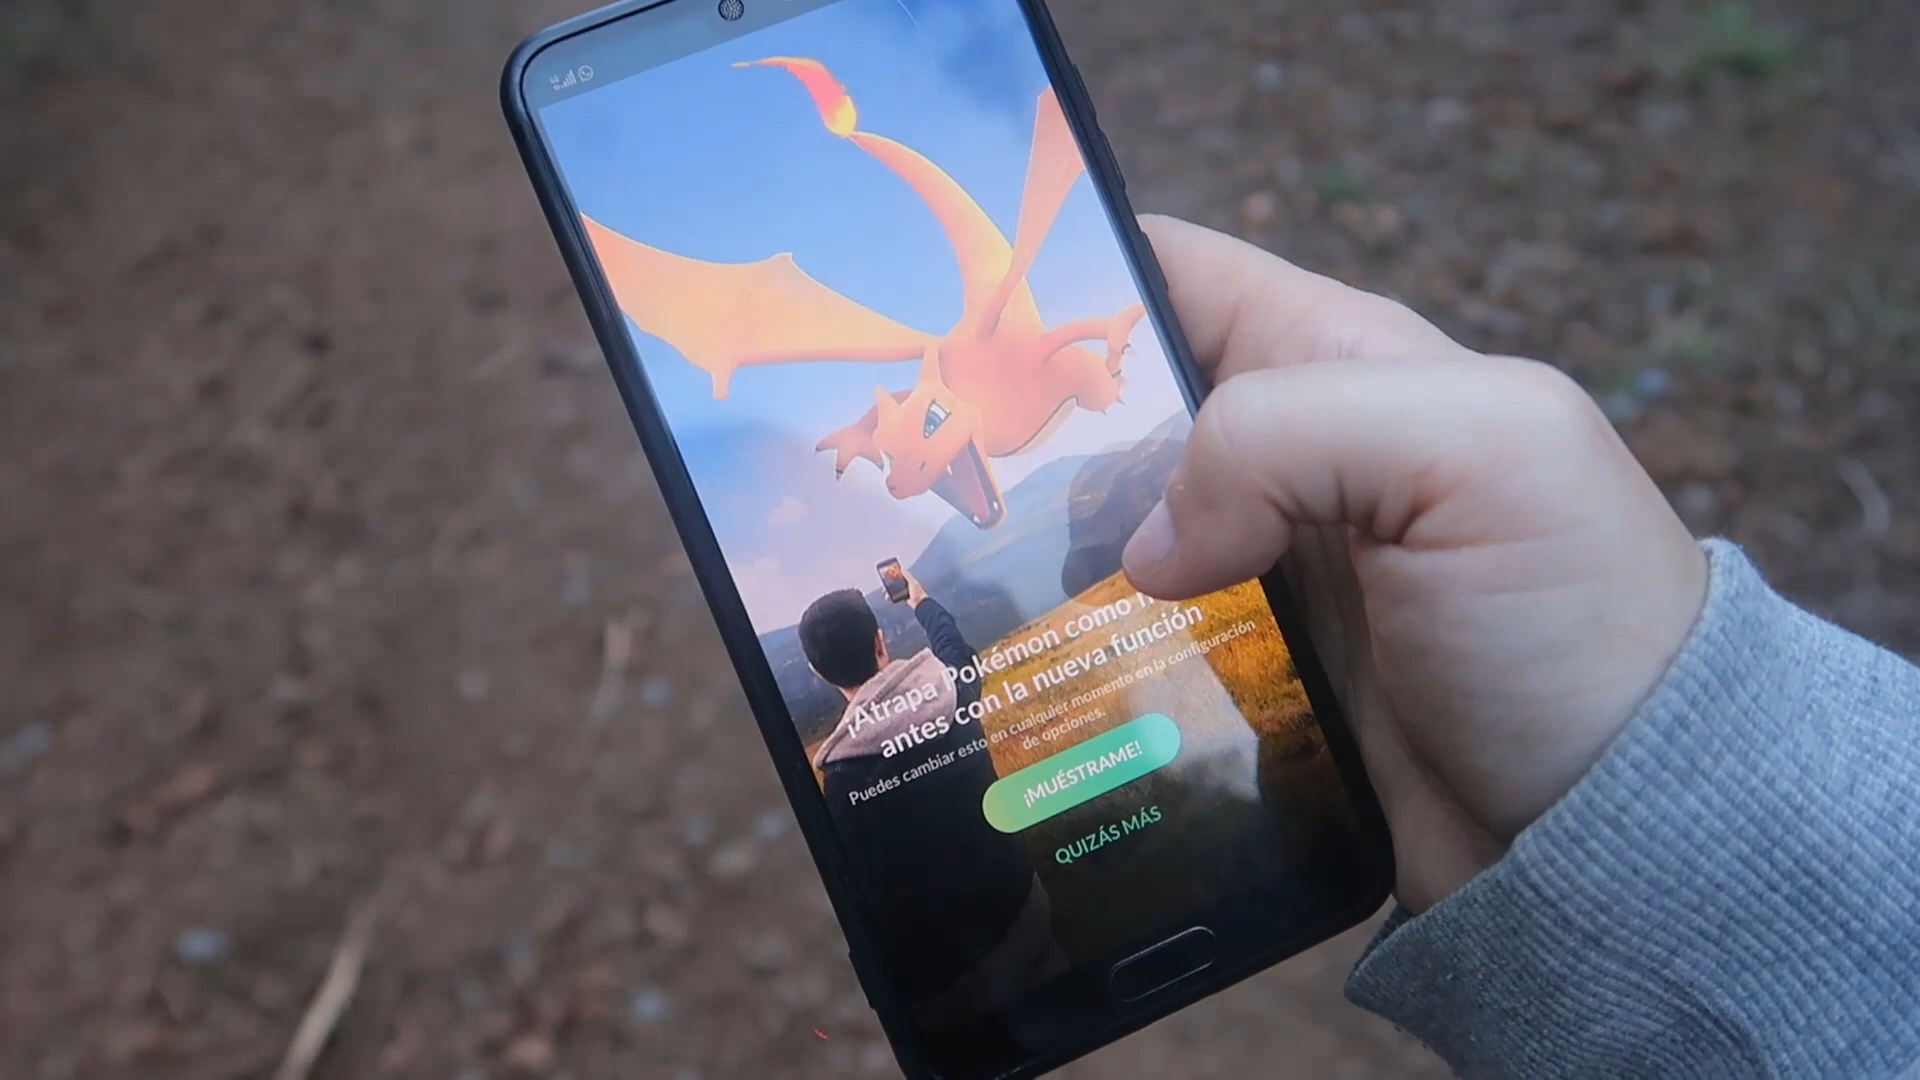 ¡Atrapa Pokémon como
antes con la nueva función
Puedes cambiar esto en cualquier momento en la configuración
de opciones.
¡MUÉSTRAME!
QUIZÁS MÁS